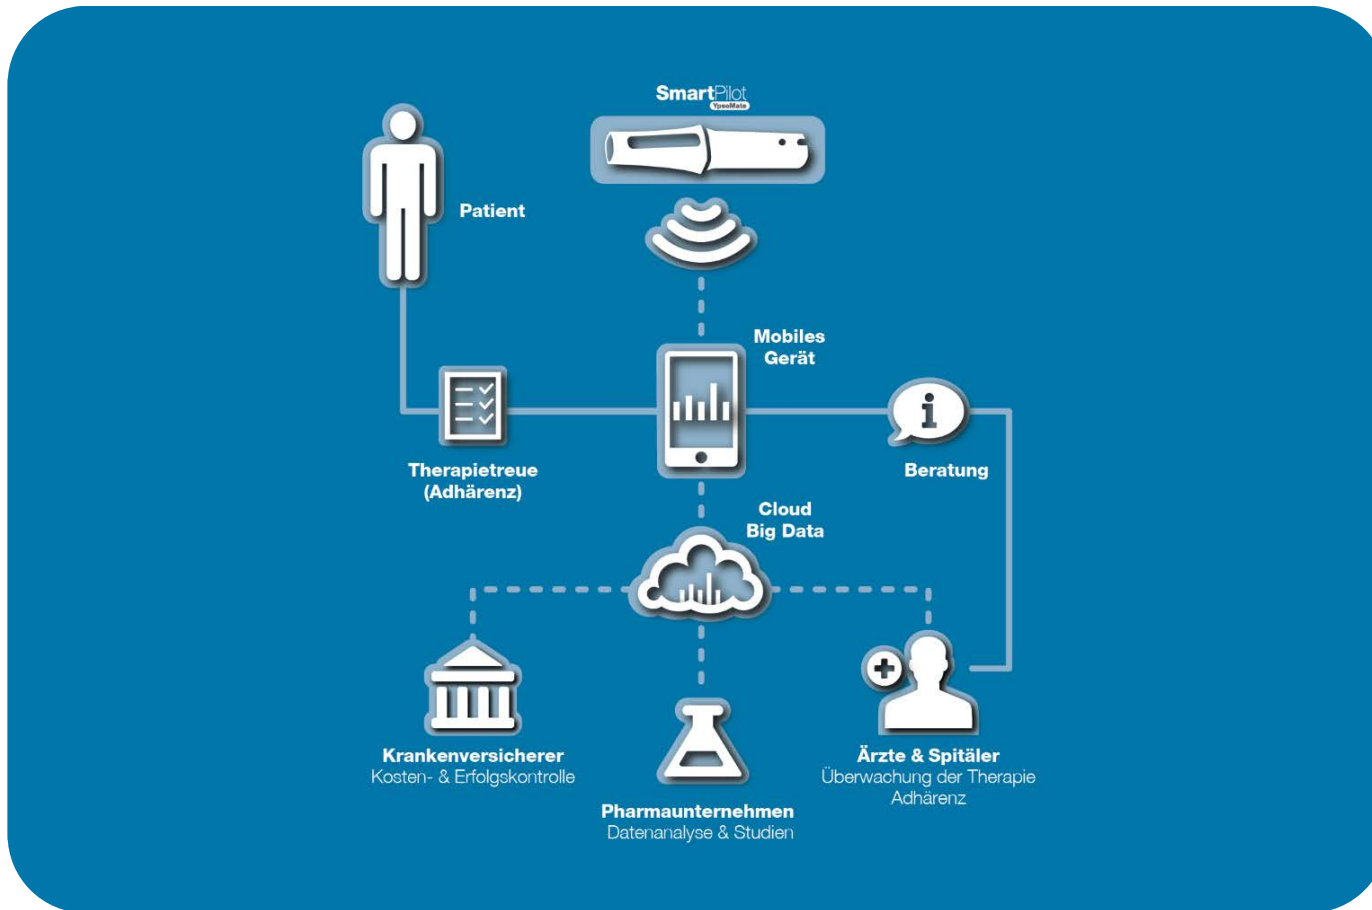 SmartPilot
YpsoMate
Patient
Mobiles
Gerät
Therapietreue
(Adhärenz)
i
Beratung
Cloud
Big Data
Krankenversicherer
Kosten- & Erfolgskontrolle
Pharmaunternehmen
Datenanalyse & Studien
Ärzte & Spitäler
Überwachung der Therapie
Adhärenz